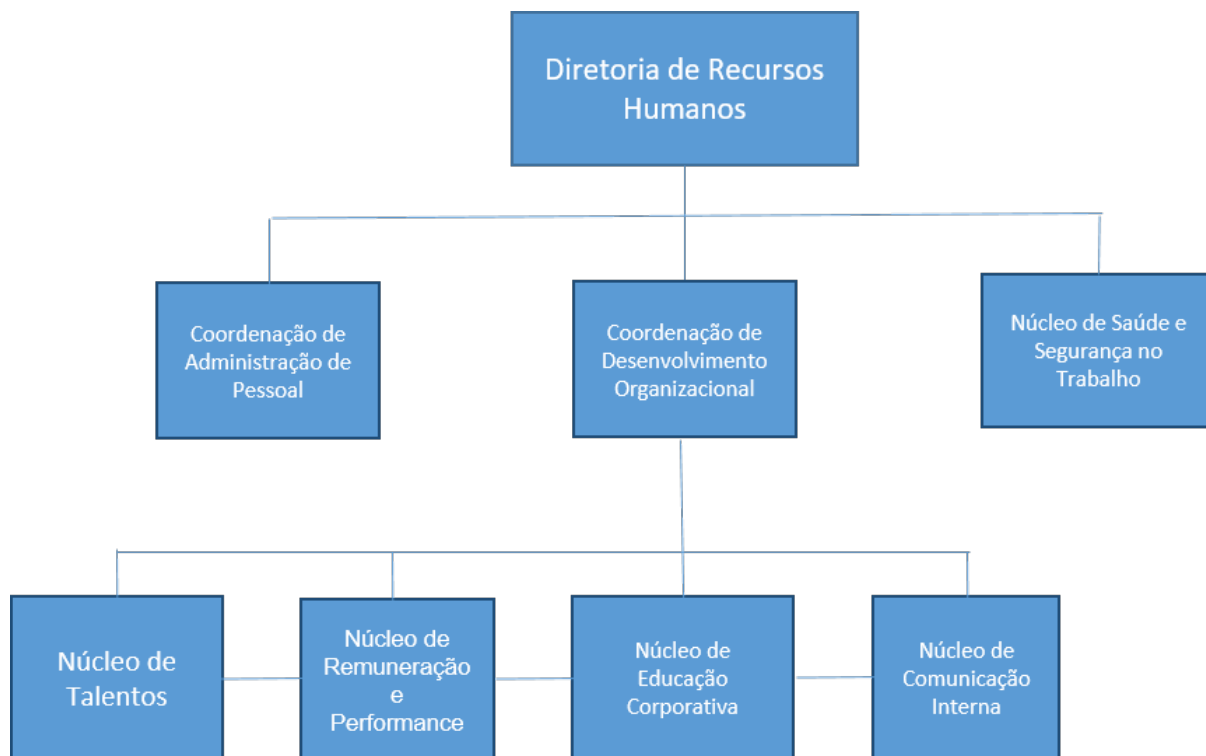 Diretoria de Recursos
Humanos
Coordenação de
Administração de
Pessoal
Coordenação de
Desenvolvimento
Organizacional
Núcleo de Saúde e
Segurança no
Trabalho
Núcleo de
Talentos
Núcleo de
Remuneração
e
Performance
Núcleo de
Educação
Corporativa
Núcleo de
Comunicação
Interna